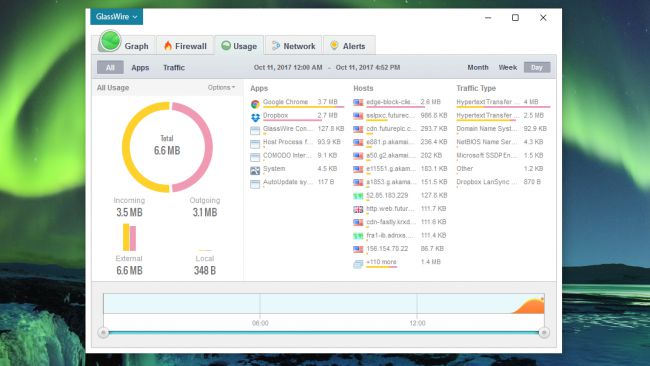 GlassWire
Graph Firewall Usage Network Alerts
All Apps Traffic Oct 11, 2017 12:00 AM - Oct 11, 2017 4:52 PM Month Week Day
All Usage Options
Total
6.6 MB
Incoming Outgoing
3.5 MB 3.1 MB
External Local
6.6 MB 348 B
Apps
Google Chrome 3.7 MB
Dropbox 2.7 MB
GlassWire Con... 127.8 KB
Host Process f... 93.9 KB
COMODO Inter... 9.1 KB
System 4.5 KB
AutoUpdate sy... 117 B
Hosts
edge-block-clie... 2.6 MB
sslpxc.futurec... 986.8 KB
cdn.futurepic.c... 293.7 KB
e881.p.akamai... 236.0 KB
a50.g2.akamai... 202.3 KB
e11551.g.akam... 183.1 KB
a1853.g.akamai... 151.5 KB
52.85.183.229 127.8 KB
http.web.futur... 111.7 KB
cdn-fastly.krxd... 111.6 KB
fra1-ib.adnxs.... 111.4 KB
156.154.70.22 86.7 KB
+110 more 1.4 MB
Traffic Type
Hypertext Transfer ... 4 MB
Hypertext Transfer ... 2.5 MB
Domain Name Syst... 92.9 KB
NetBIOS Name Ser... 4.3 KB
Microsoft SSDP En... 1.5 KB
Other 1.2 KB
Dropbox LanSync ... 870 B
06:00 12:00